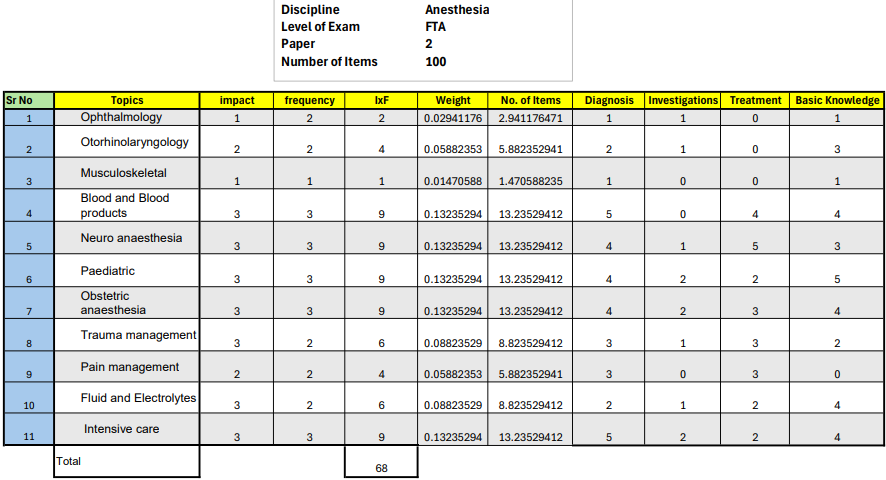 Discipline Anesthesia
Level of Exam FTA
Paper 2
Number of Items 100
Sr No Topics impact frequency IxF Weight No. of Items Diagnosis Investigations Treatment Basic Knowledge
1 Ophthalmology 1 2 2 0.02941176 2.941176471 1 1 0 1
2 Otorhinolaryngology 2 2 4 0.05882353 5.882352941 2 1 0 3
3 Musculoskeletal 1 1 1 0.01470588 1.470588235 1 0 0 1
Blood and Blood
4 products 3 3 9 0.13235294 13.23529412 5 0 4 4
5 Neuro anaesthesia 3 3 9 0.13235294 13.23529412 4 1 5 3
6 Paediatric 3 3 9 0.13235294 13.23529412 4 2 2 5
Obstetric
7 anaesthesia 3 3 9 0.13235294 13.23529412 4 2 3 4
8 Trauma management 3 2 6 0.08823529 8.823529412 3 1 3 2
9 Pain management 2 2 4 0.05882353 5.882352941 3 0 3 0
10 Fluid and Electrolytes 3 2 6 0.08823529 8.823529412 2 1 2 4
11 Intensive care 3 3 9 0.13235294 13.23529412 5 2 2 4
Total 68